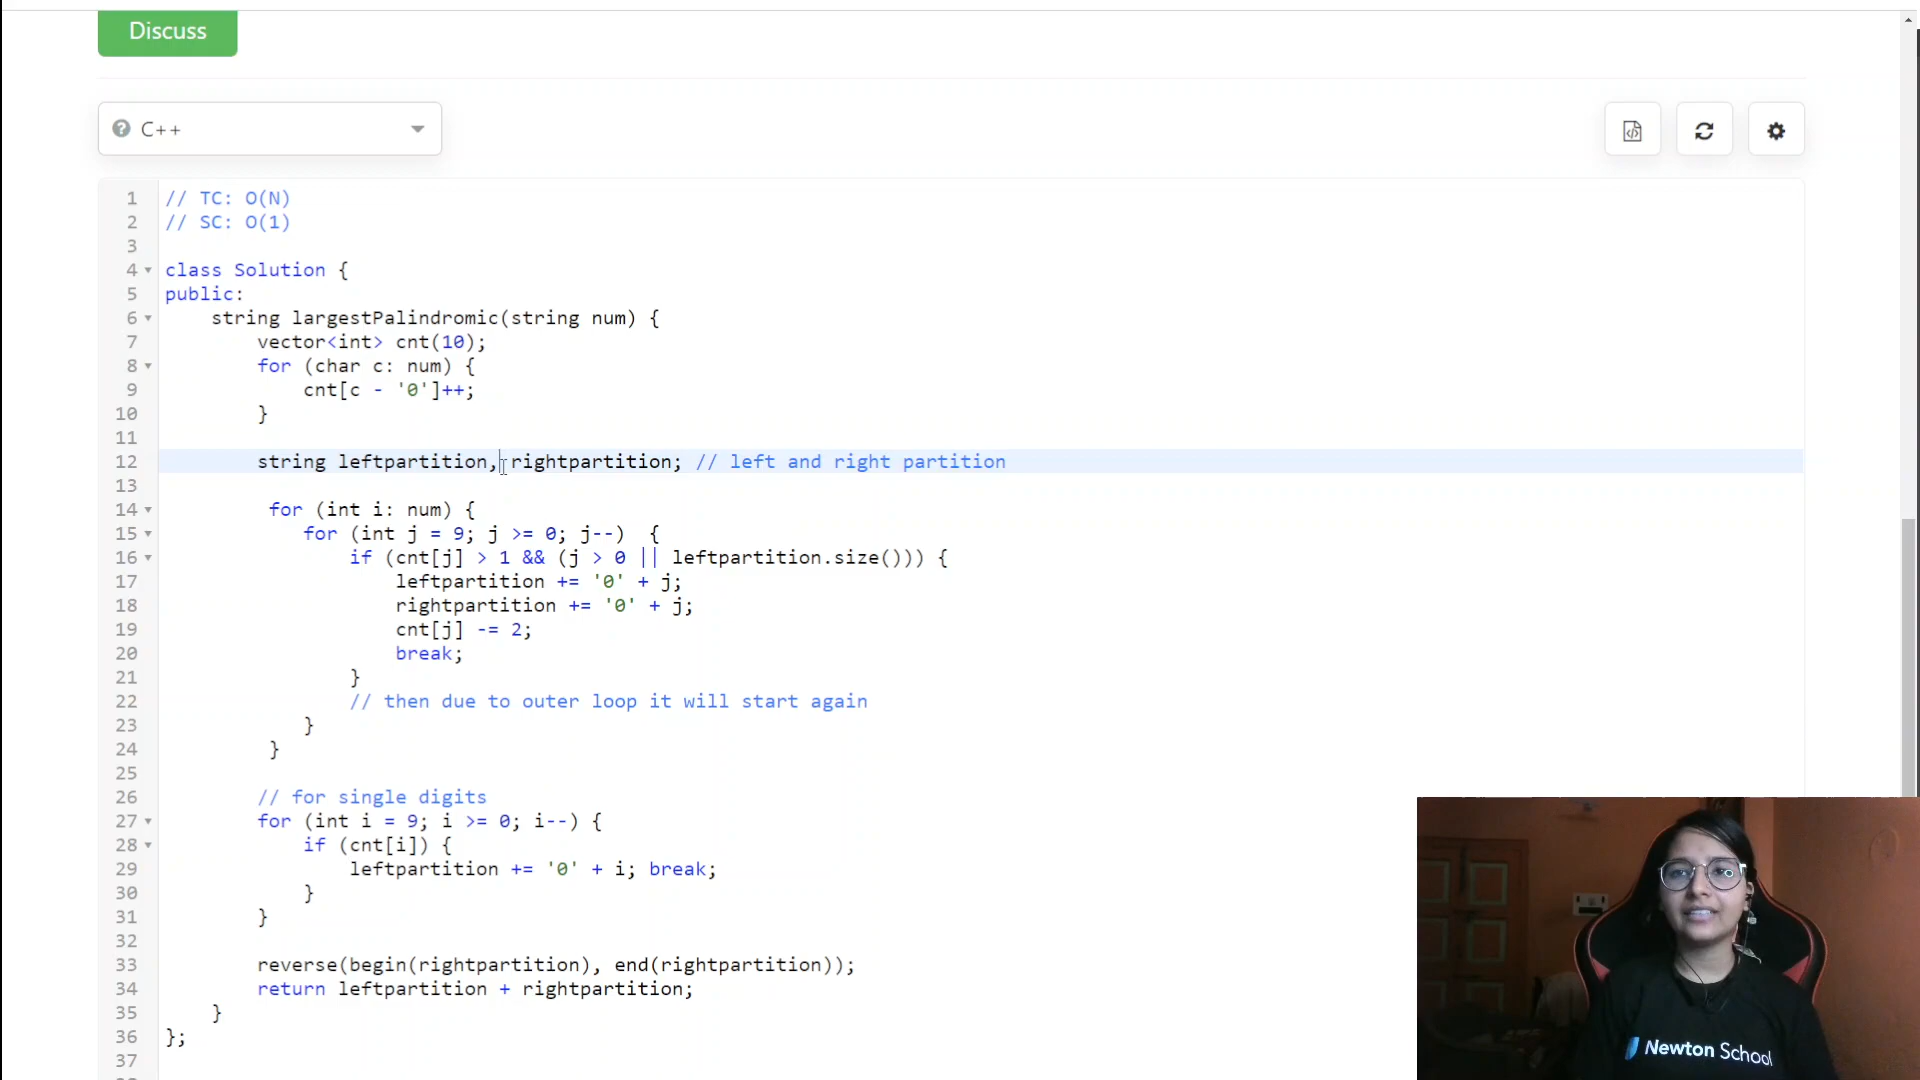 Discuss
C++
1 // TC: O(N)
2 // SC: O(1)
3
4 class Solution {
5 public:
6 string largestPalindromic(string num) {
7 vector<int> cnt(10);
8 for (char c: num) {
9 cnt[c - '0']++;
10 }
11
12 string leftpartition, rightpartition; // left and right partition
13
14 for (int i: num) {
15 for (int j = 9; j >= 0; j--) {
16 if (cnt[j] > 1 && (j > 0 || leftpartition.size())) {
17 leftpartition += '0' + j;
18 rightpartition += '0' + j;
19 cnt[j] -= 2;
20 break;
21 }
22 // then due to outer loop it will start again
23 }
24 }
25
26 // for single digits
27 for (int i = 9; i >= 0; i--) {
28 if (cnt[i]) {
29 leftpartition += '0' + i; break;
30 }
31 }
32
33 reverse(begin(rightpartition), end(rightpartition));
34 return leftpartition + rightpartition;
35 }
36 };
37
Newton School